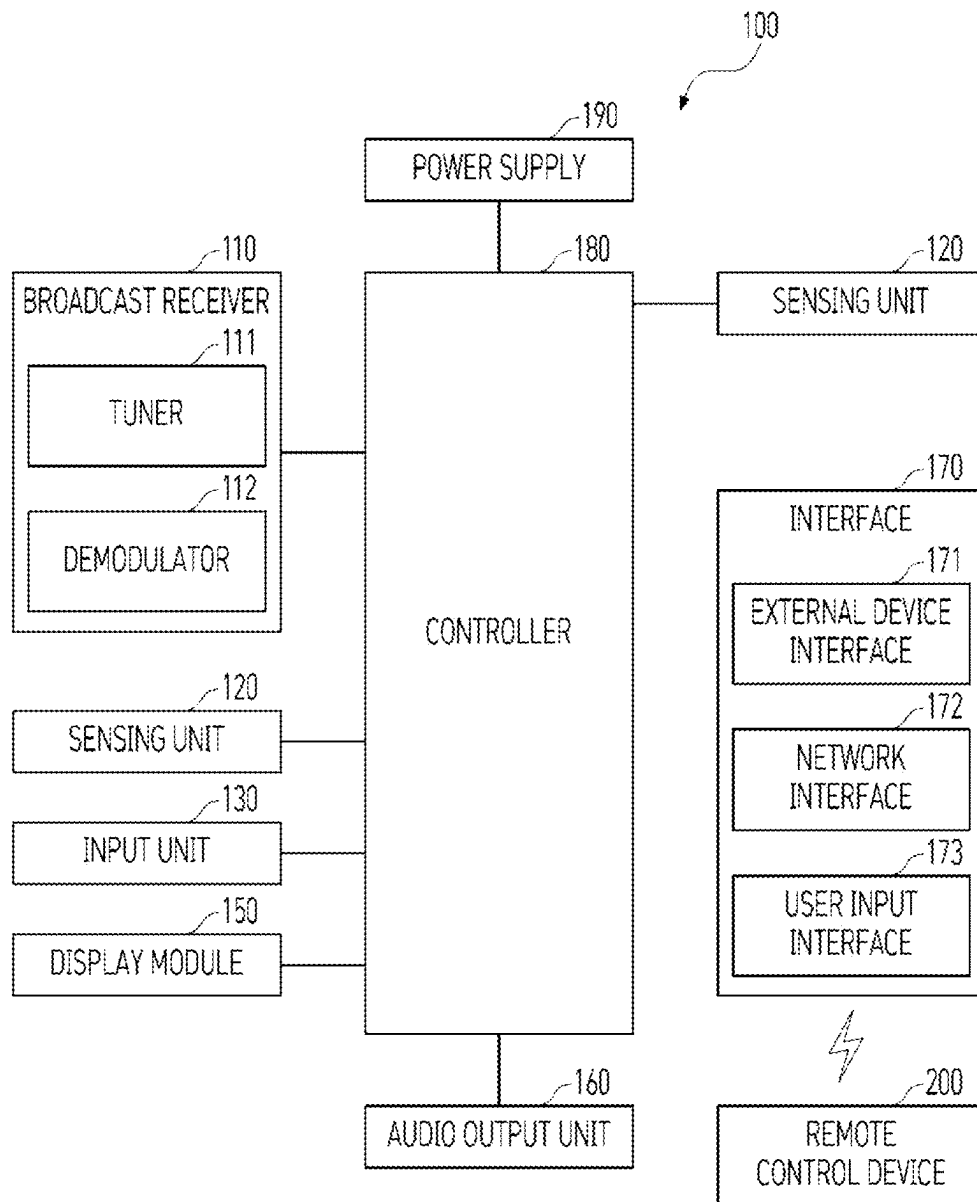 100
190
POWER SUPPLY
110
BROADCAST RECEIVER
111
TUNER
112
DEMODULATOR
180
CONTROLLER
120
SENSING UNIT
120
SENSING UNIT
130
INPUT UNIT
150
DISPLAY MODULE
170
INTERFACE
171
EXTERNAL DEVICE
INTERFACE
172
NETWORK
INTERFACE
173
USER INPUT
INTERFACE
160
AUDIO OUTPUT UNIT
200
REMOTE
CONTROL DEVICE